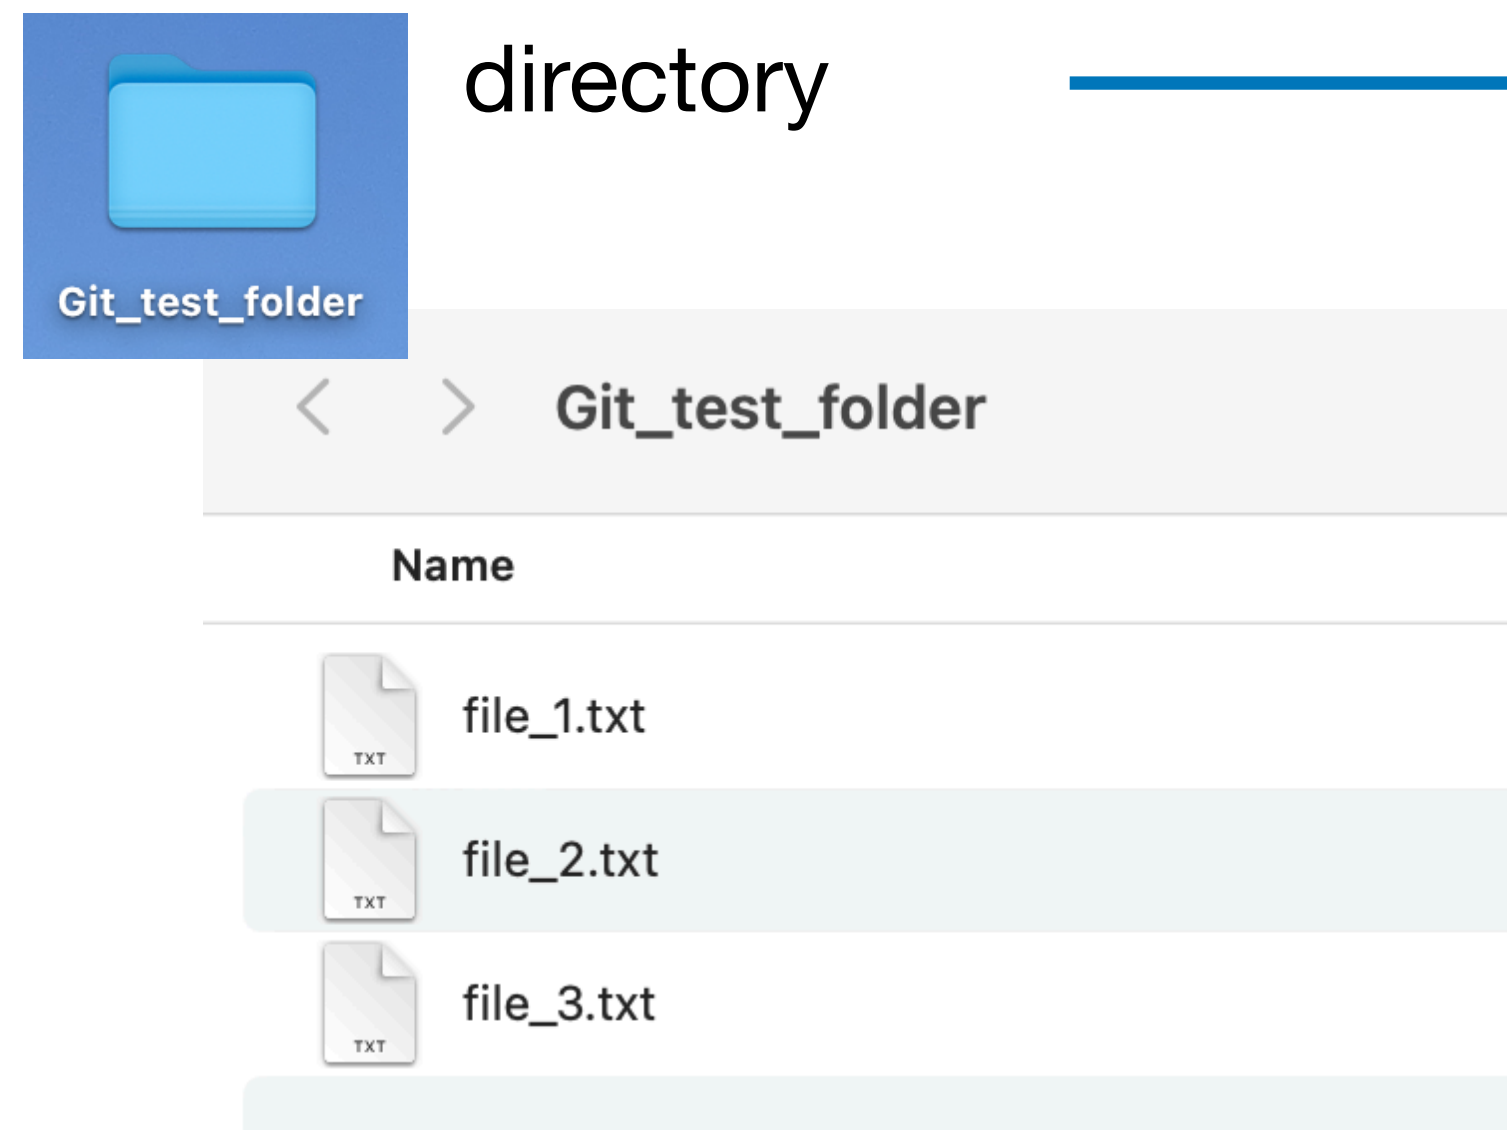 directory
Git_test_folder
Git_test_folder
Name
TXT
file_1.txt
TXT
file_2.txt
TXT
file_3.txt